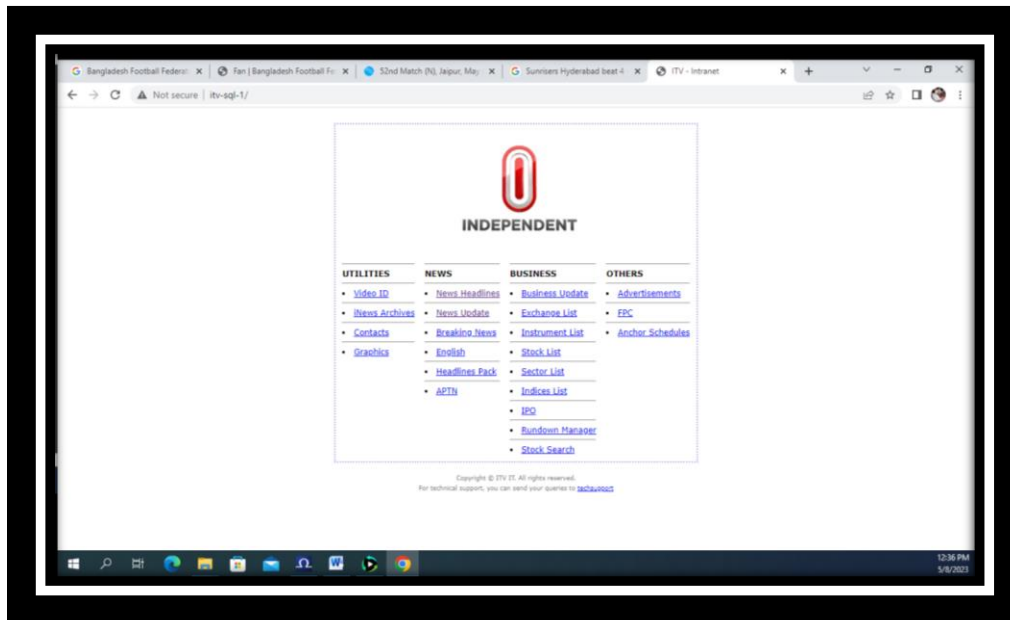 Bangladesh Football Federat
Fan | Bangladesh Football Fe
52nd Match (N), Jaipur, May
Sunrisers Hyderabad beat
ITV - Intranet
Not secure | itv-sql-1/
INDEPENDENT
UTILITIES NEWS BUSINESS OTHERS
Video ID News Headlines Business Update Advertisements
iNews Archives News Update Exchange List FPC
Contacts Breaking News Instrument List Anchor Schedules
Graphics English Stock List
Headlines Pack Sector List
APTN Indices List
IPO
Rundown Manager
Stock Search
Copyright © ITV IT. All rights reserved.
For technical support, you can send your queries to techsupport
12:36 PM
5/8/2023